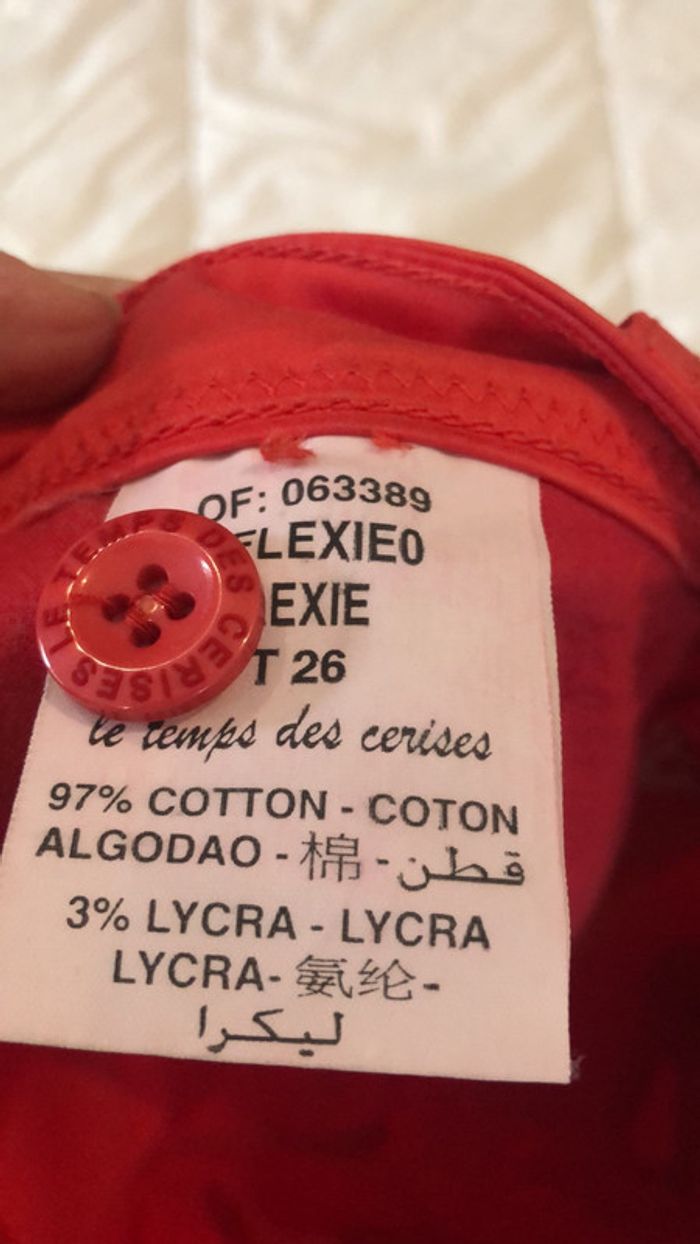 OF: 063389
FLEXIE0
EXIE
T 26
le temps des cerises
97% COTTON - COTON
ALGODAO - 棉 - قطن
3% LYCRA - LYCRA
LYCRA- 氨纶-
ليكرا
LE TEMPS DES CERISES